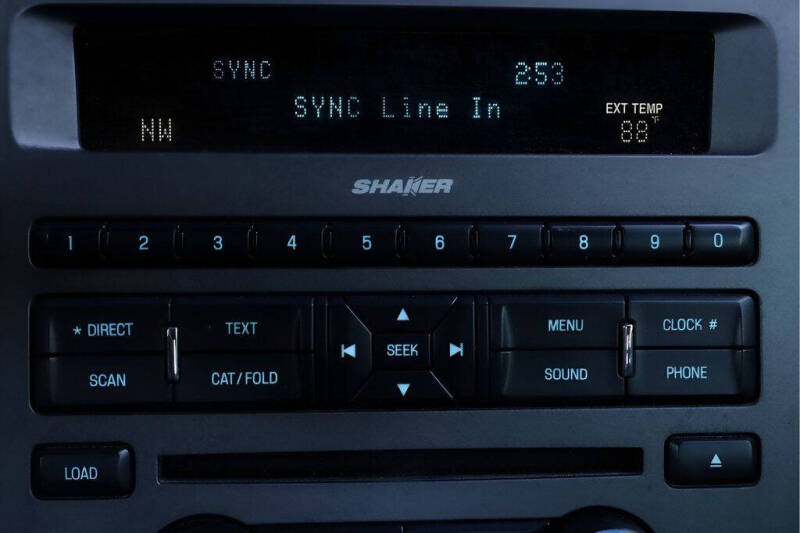 SYNC 2:53
SYNC Line In
NW EXT TEMP
88 °F
SHAKER
1 2 3 4 5 6 7 8 9 0
* DIRECT TEXT SEEK MENU CLOCK #
SCAN CAT/FOLD SOUND PHONE
LOAD